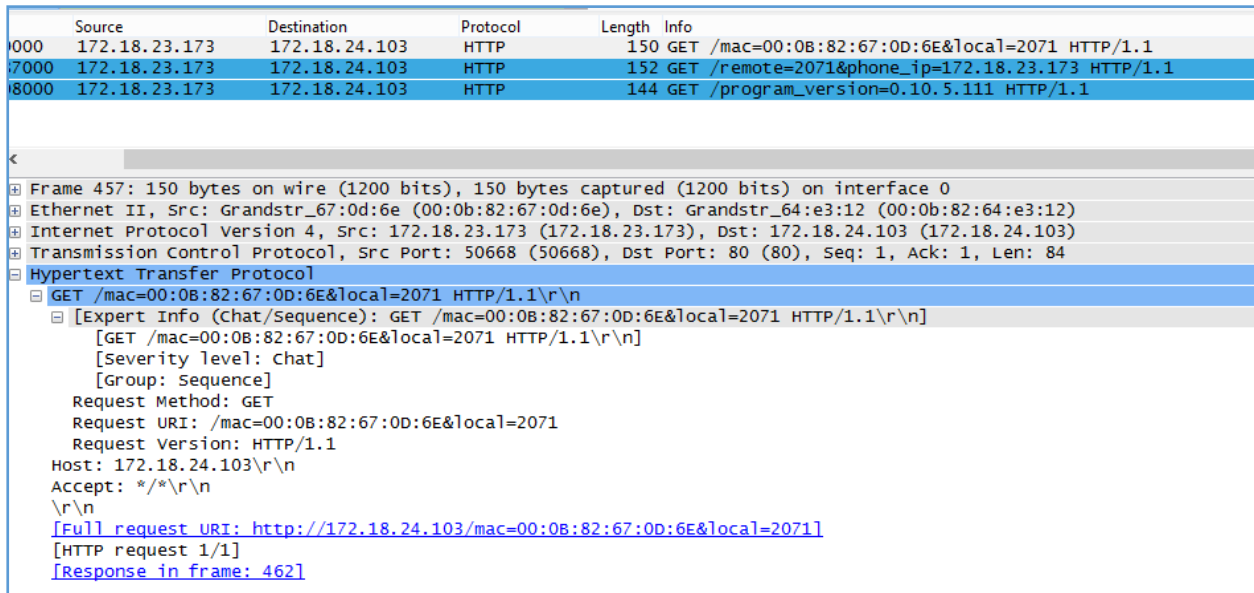 Source Destination Protocol Length Info
0000 172.18.23.173 172.18.24.103 HTTP 150 GET /mac=00:0B:82:67:0D:6E&local=2071 HTTP/1.1
37000 172.18.23.173 172.18.24.103 HTTP 152 GET /remote=2071&phone_ip=172.18.23.173 HTTP/1.1
8000 172.18.23.173 172.18.24.103 HTTP 144 GET /program_version=0.10.5.111 HTTP/1.1
Frame 457: 150 bytes on wire (1200 bits), 150 bytes captured (1200 bits) on interface 0
Ethernet II, Src: Grandstr_67:0d:6e (00:0b:82:67:0d:6e), Dst: Grandstr_64:e3:12 (00:0b:82:64:e3:12)
Internet Protocol Version 4, Src: 172.18.23.173 (172.18.23.173), Dst: 172.18.24.103 (172.18.24.103)
Transmission Control Protocol, Src Port: 50668 (50668), Dst Port: 80 (80), Seq: 1, Ack: 1, Len: 84
Hypertext Transfer Protocol
GET /mac=00:0B:82:67:0D:6E&local=2071 HTTP/1.1\r\n
[Expert Info (Chat/Sequence): GET /mac=00:0B:82:67:0D:6E&local=2071 HTTP/1.1\r\n]
[GET /mac=00:0B:82:67:0D:6E&local=2071 HTTP/1.1\r\n]
[Severity level: Chat]
[Group: Sequence]
Request Method: GET
Request URI: /mac=00:0B:82:67:0D:6E&local=2071
Request Version: HTTP/1.1
Host: 172.18.24.103\r\n
Accept: */*\r\n
\r\n
[Full request URI: http://172.18.24.103/mac=00:0B:82:67:0D:6E&local=2071]
[HTTP request 1/1]
[Response in frame: 462]